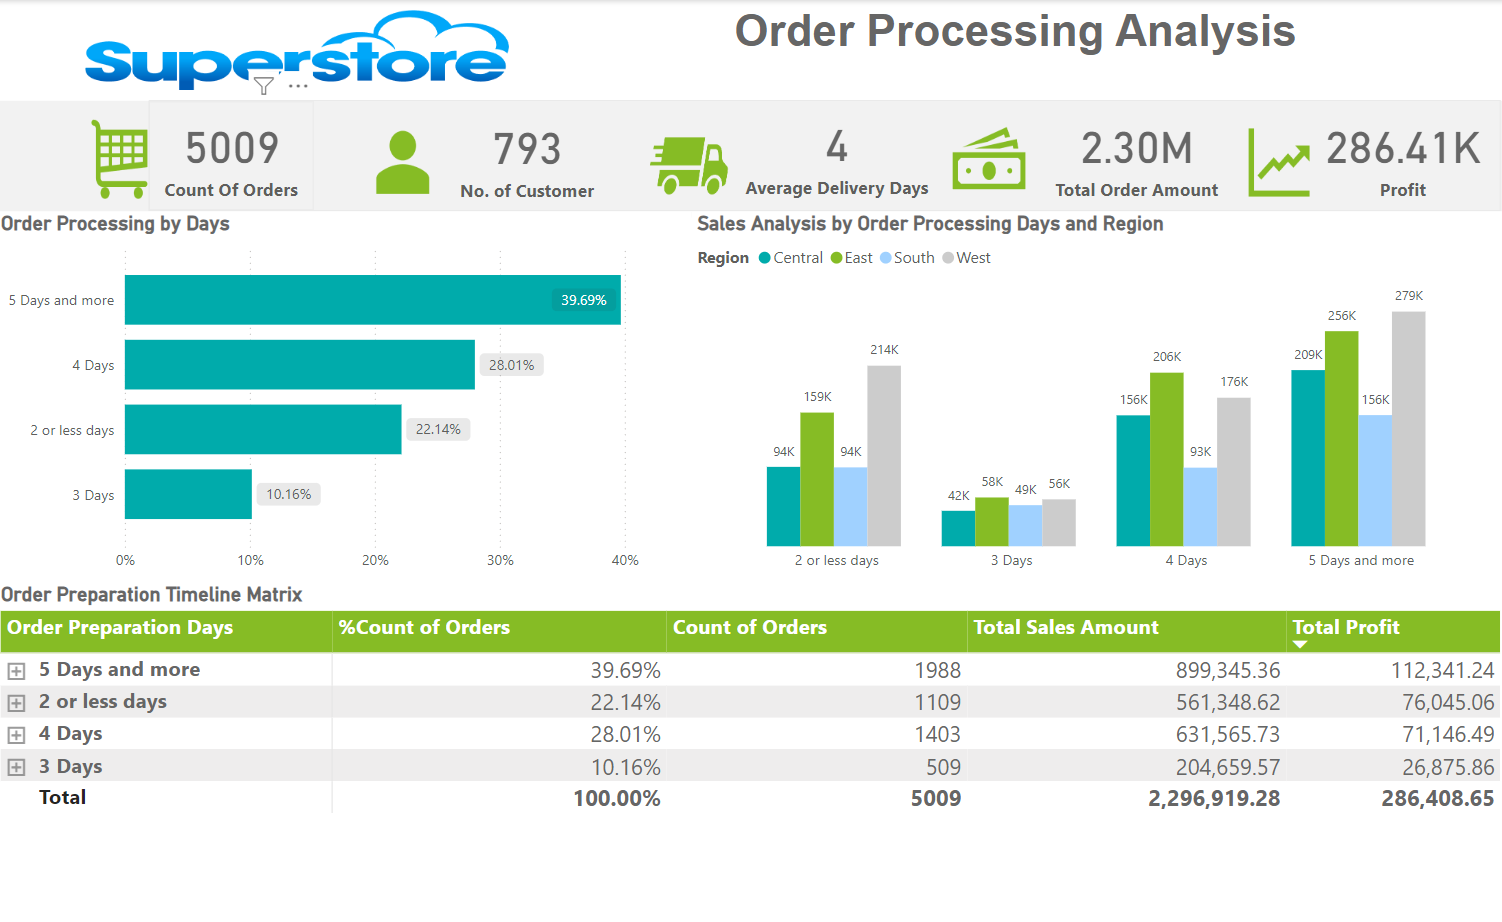 Superstore
Order Processing Analysis
5009
Count Of Orders
793
No. of Customer
4
Average Delivery Days
2.30M
Total Order Amount
286.41K
Profit
Order Processing by Days
5 Days and more
39.69%
4 Days
28.01%
2 or less days
22.14%
3 Days
10.16%
0% 10% 20% 30% 40%
Sales Analysis by Order Processing Days and Region
Region Central East South West
94K 159K 94K 214K
42K 58K 49K 56K
156K 206K 93K 176K
209K 256K 156K 279K
2 or less days 3 Days 4 Days 5 Days and more
Order Preparation Timeline Matrix
Order Preparation Days %Count of Orders Count of Orders Total Sales Amount Total Profit
5 Days and more 39.69% 1988 899,345.36 112,341.24
2 or less days 22.14% 1109 561,348.62 76,045.06
4 Days 28.01% 1403 631,565.73 71,146.49
3 Days 10.16% 509 204,659.57 26,875.86
Total 100.00% 5009 2,296,919.28 286,408.65